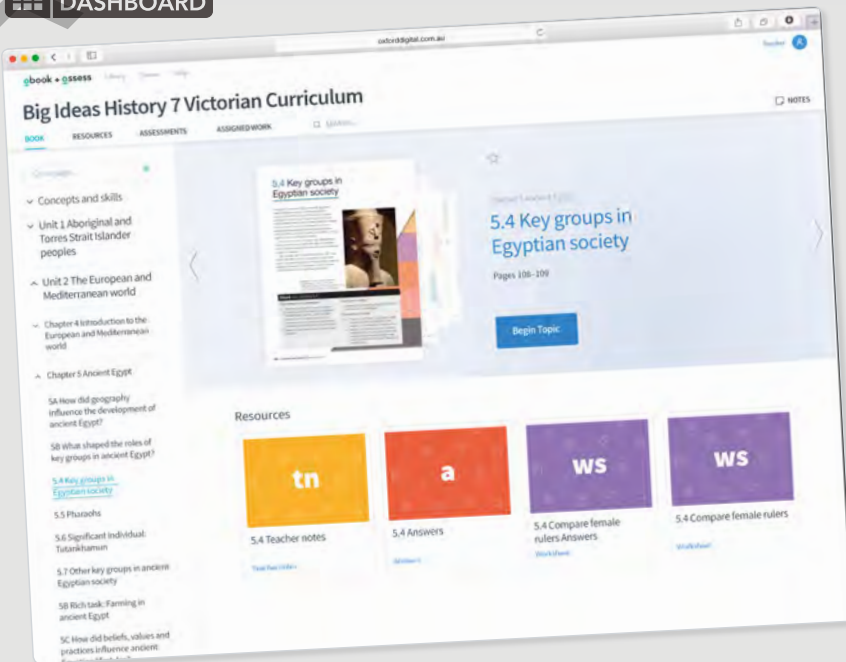 DASHBOARD
oxforddigital.com.au
Teacher
obook + assess
Library
Help
Big Ideas History 7 Victorian Curriculum
NOTES
BOOK RESOURCES ASSESSMENTS ASSIGNED WORK
Concepts and skills
Unit 1 Aboriginal and
Torres Strait Islander
peoples
Unit 2 The European and
Mediterranean world
Chapter 4 Introduction to the
European and Mediterranean
world
Chapter 5 Ancient Egypt
5A How did geography
influence the development of
ancient Egypt?
5B What shaped the roles of
key groups in ancient Egypt?
5.4 Key groups in
Egyptian society
5.5 Pharaohs
5.6 Significant individual:
Tutankhamun
5.7 Other key groups in ancient
Egyptian society
5B Rich task: Farming in
ancient Egypt
5C How did beliefs, values and
practices influence ancient
5.4 Key groups in
Egyptian society
5.4 Key groups in
Egyptian society
Pages 108–109
Begin Topic
Resources
tn
5.4 Teacher notes
Teacher notes
a
5.4 Answers
Answers
ws
5.4 Compare female
rulers Answers
Worksheet
ws
5.4 Compare female rulers
Worksheet